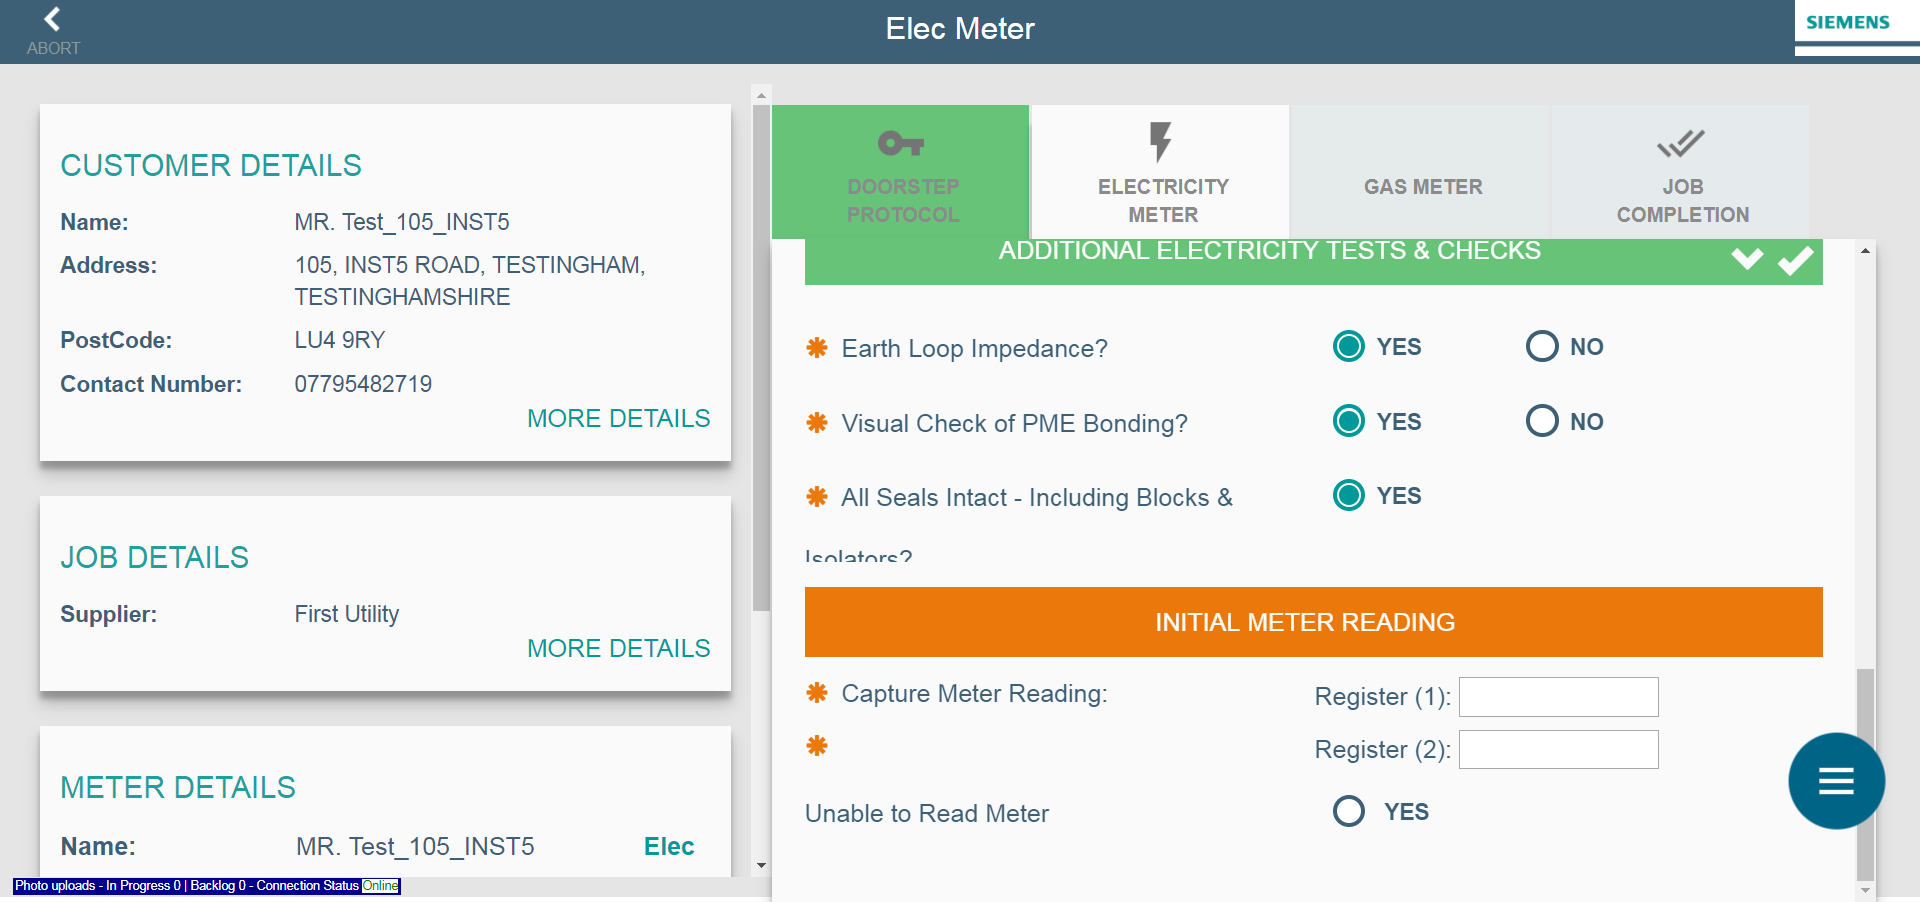 ABORT
Elec Meter
SIEMENS
CUSTOMER DETAILS
Name: MR. Test_105_INST5
Address: 105, INST5 ROAD, TESTINGHAM,
TESTINGHAMSHIRE
PostCode: LU4 9RY
Contact Number: 07795482719
MORE DETAILS
JOB DETAILS
Supplier: First Utility
MORE DETAILS
METER DETAILS
Name: MR. Test_105_INST5 Elec
Photo uploads - In Progress 0 | Backlog 0 - Connection Status Online
DOORSTEP
PROTOCOL
ELECTRICITY
METER
GAS METER
JOB
COMPLETION
ADDITIONAL ELECTRICITY TESTS & CHECKS
Earth Loop Impedance? YES NO
Visual Check of PME Bonding? YES NO
All Seals Intact - Including Blocks & YES
Isolators?
INITIAL METER READING
Capture Meter Reading: Register (1):
Register (2):
Unable to Read Meter YES